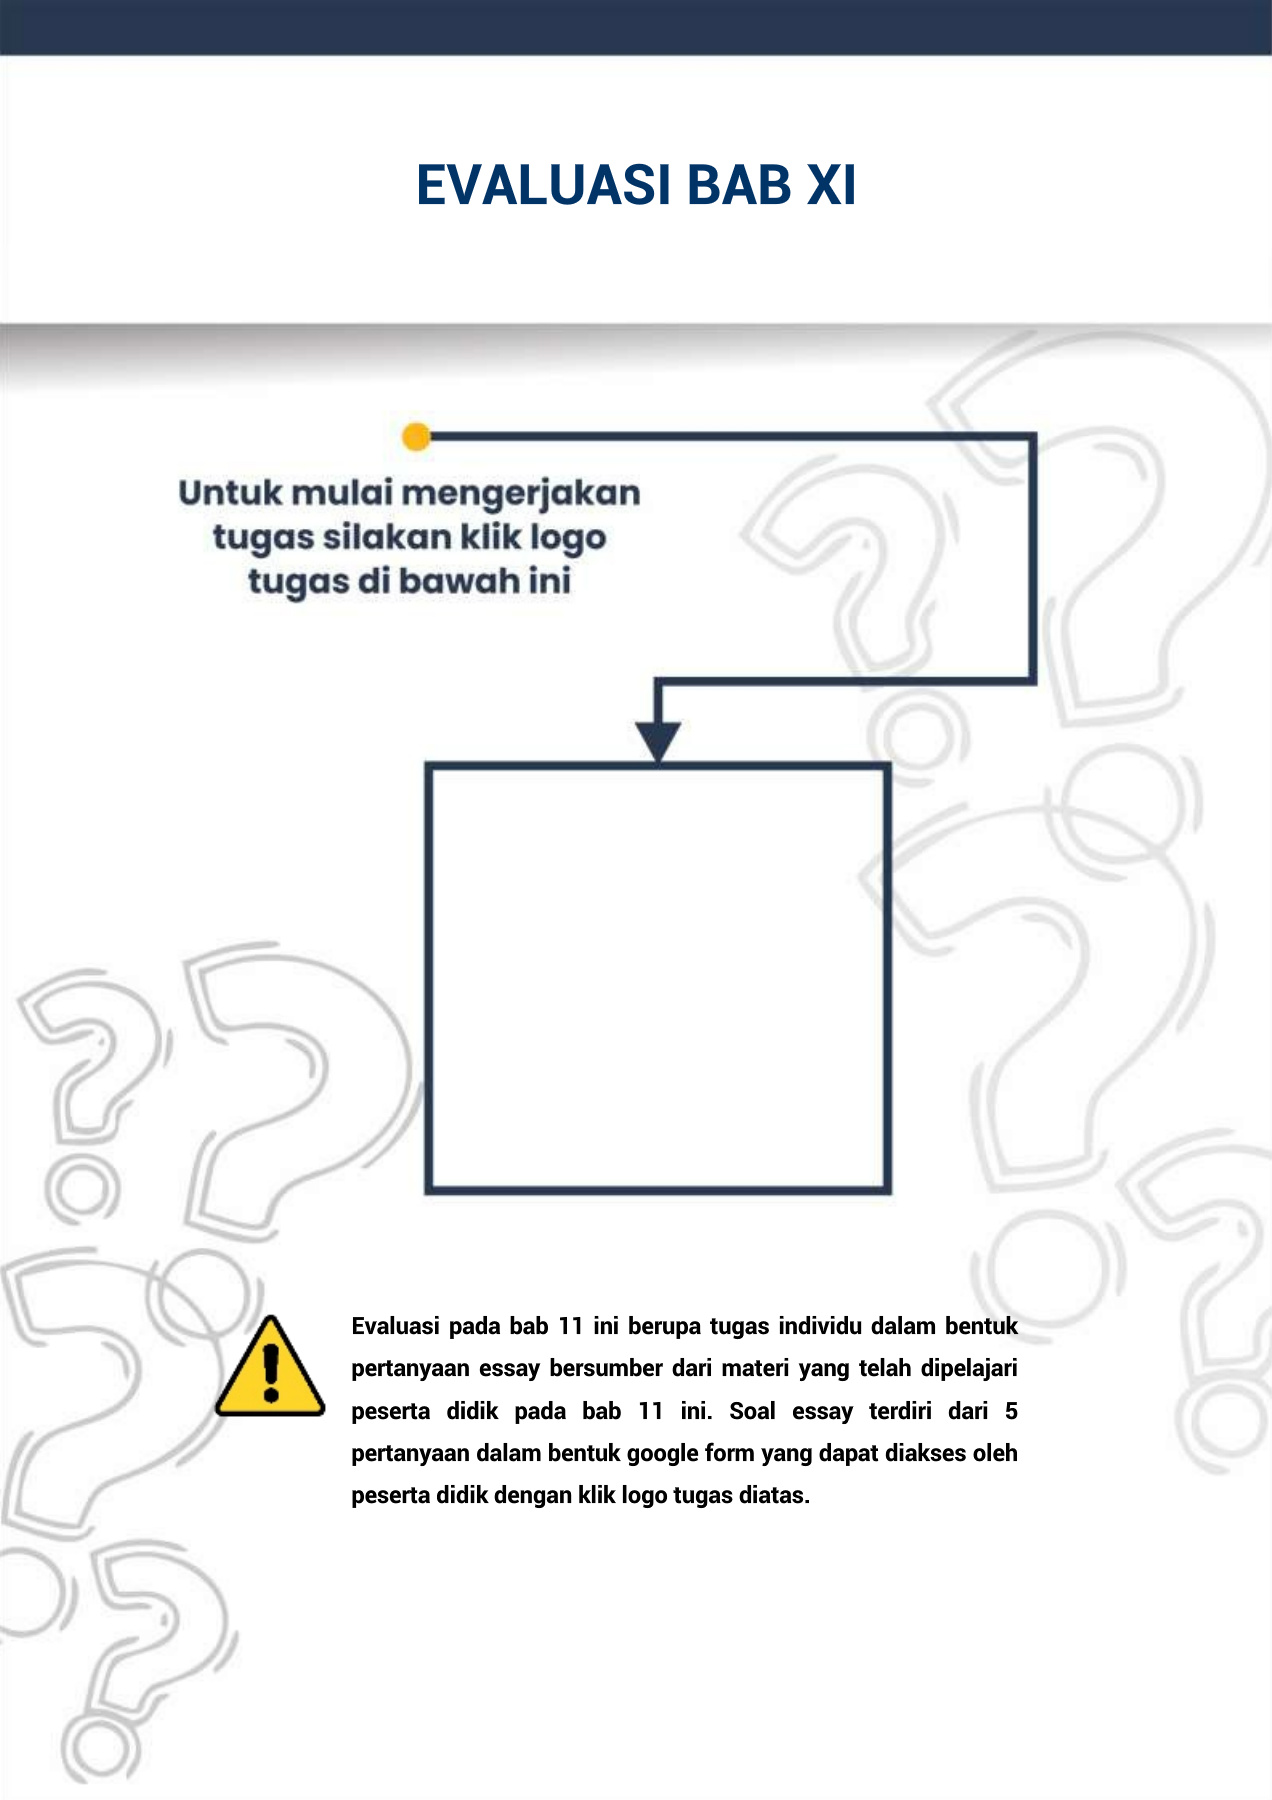 EVALUASI BAB XI
Untuk mulai mengerjakan
tugas silakan klik logo
tugas di bawah ini
Evaluasi pada bab 11 ini berupa tugas individu dalam bentuk
pertanyaan essay bersumber dari materi yang telah dipelajari
peserta didik pada bab 11 ini. Soal essay terdiri dari 5
pertanyaan dalam bentuk google form yang dapat diakses oleh
peserta didik dengan klik logo tugas diatas.